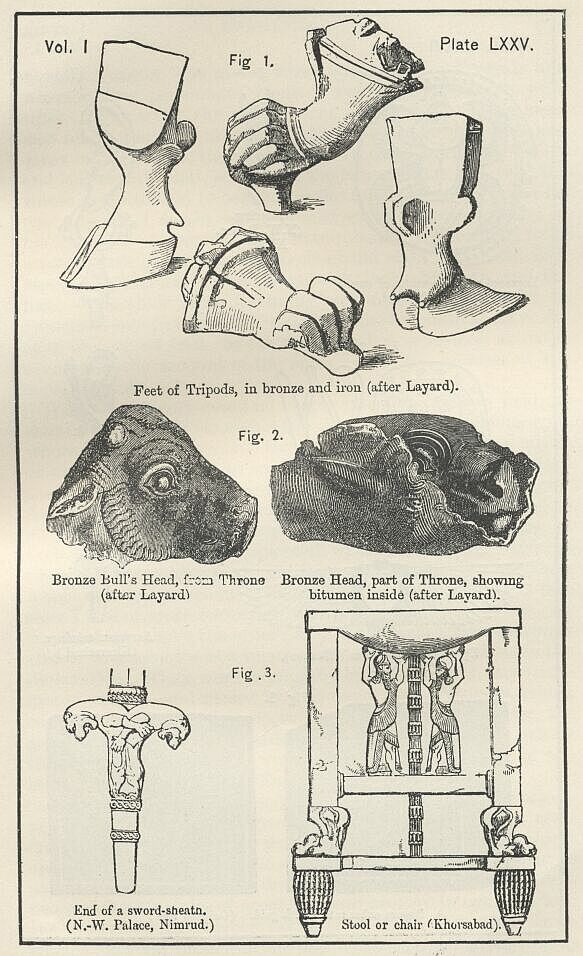 Vol. I
Fig 1.
Plate LXXV.
Feet of Tripods, in bronze and iron (after Layard).
Fig. 2.
Bronze Bull's Head, from Throne
(after Layard)
Bronze Head, part of Throne, showing
bitumen inside (after Layard).
Fig .3.
End of a sword-sheath.
(N.-W. Palace, Nimrud.)
Stool or chair (Khorsabad).